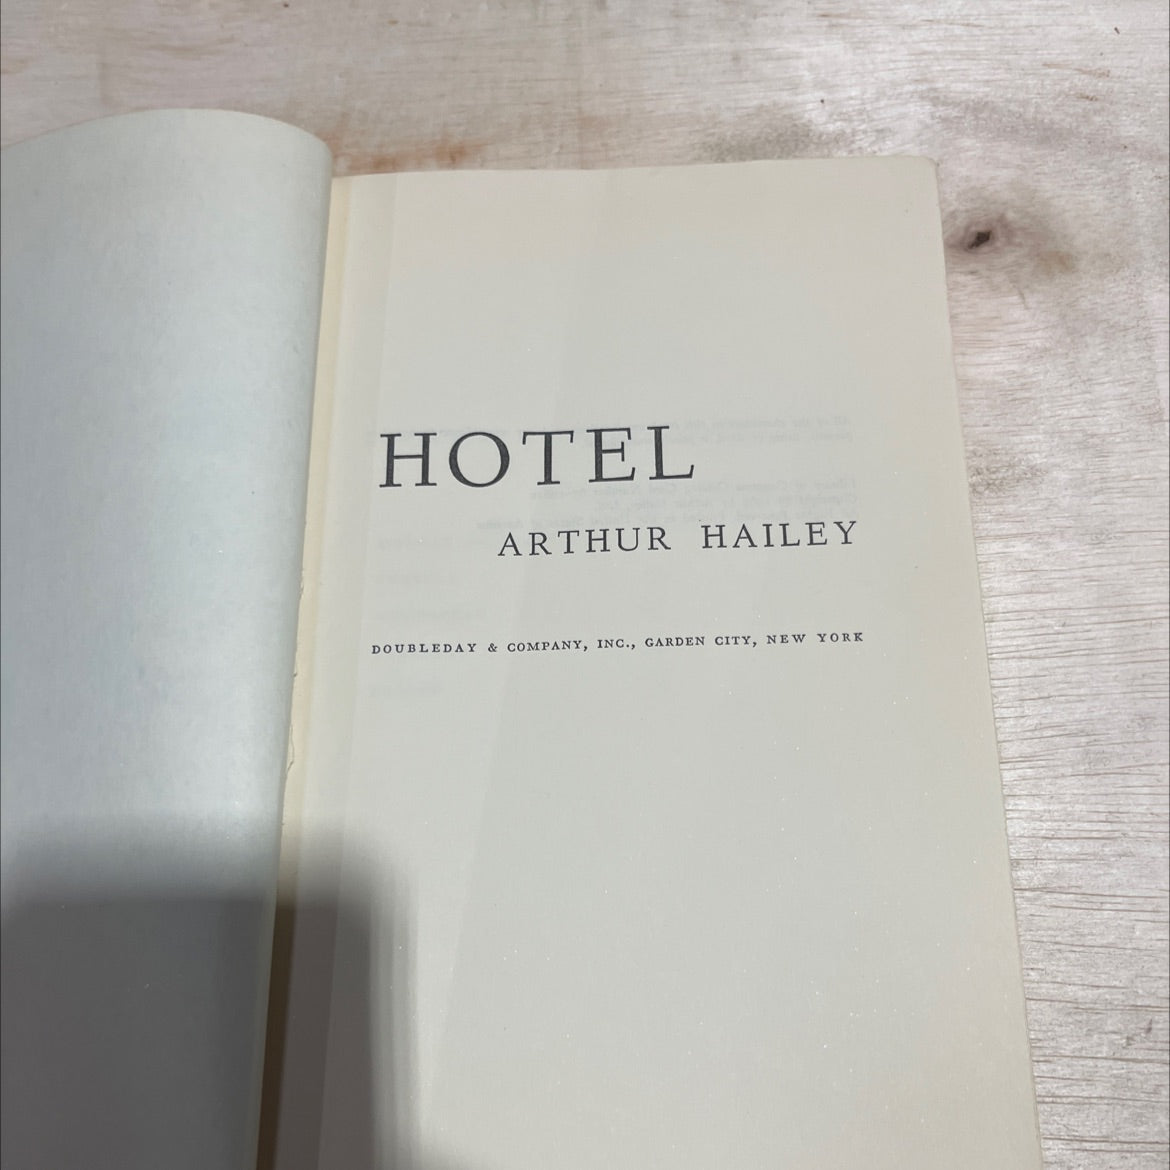 HOTEL
ARTHUR HAILEY
DOUBLEDAY & COMPANY, INC., GARDEN CITY, NEW YORK